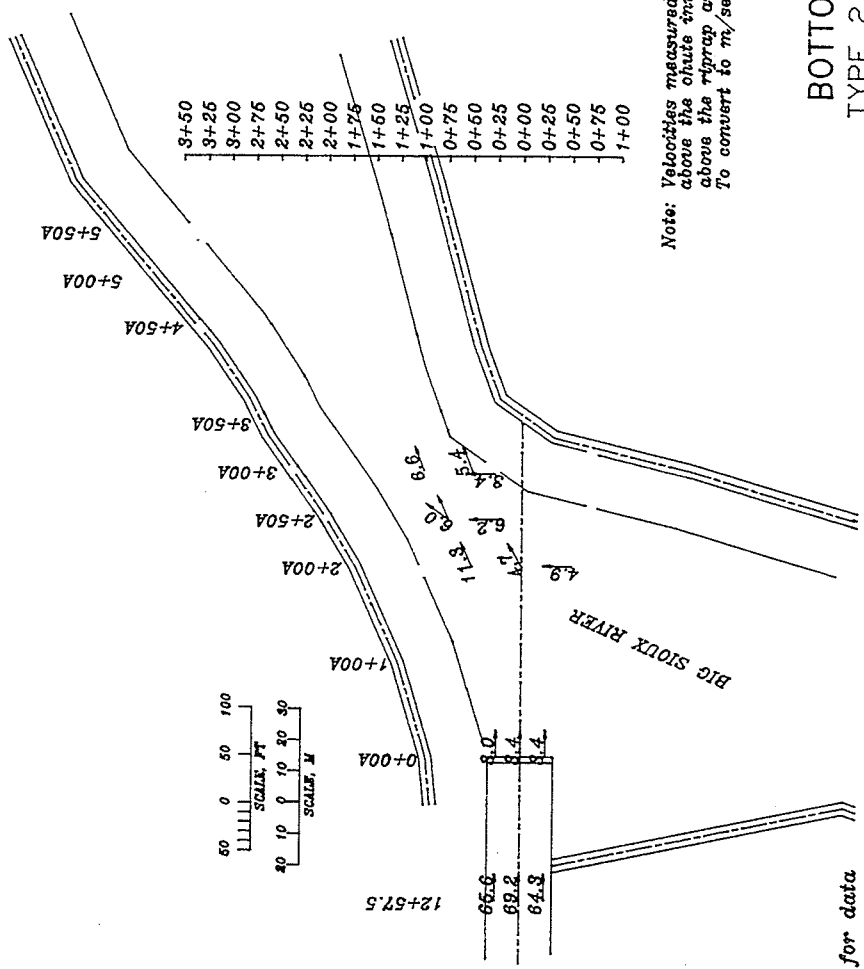 3+50
3+25
3+00
2+75
2+50
2+25
2+00
1+75
1+50
1+25
1+00
0+75
0+50
0+25
0+00
0+25
0+50
0+75
1+00
5+50A
5+00A
4+50A
3+50A
3+00A
2+50A
2+00A
1+00A
0+00A
12+57.5
50 0 50 100
SCALE, FT
20 10 0 10 20 30
SCALE, M
6.6
5.4
3.4
6.0
6.2
11.3
4.9
8.0
8.4
8.4
69.2
64.3
BIG SIOUX RIVER
Note: Velocities measured
above the chute inv
above the riprap a
To convert to m/se
BOTTO
TYPE 2
for data